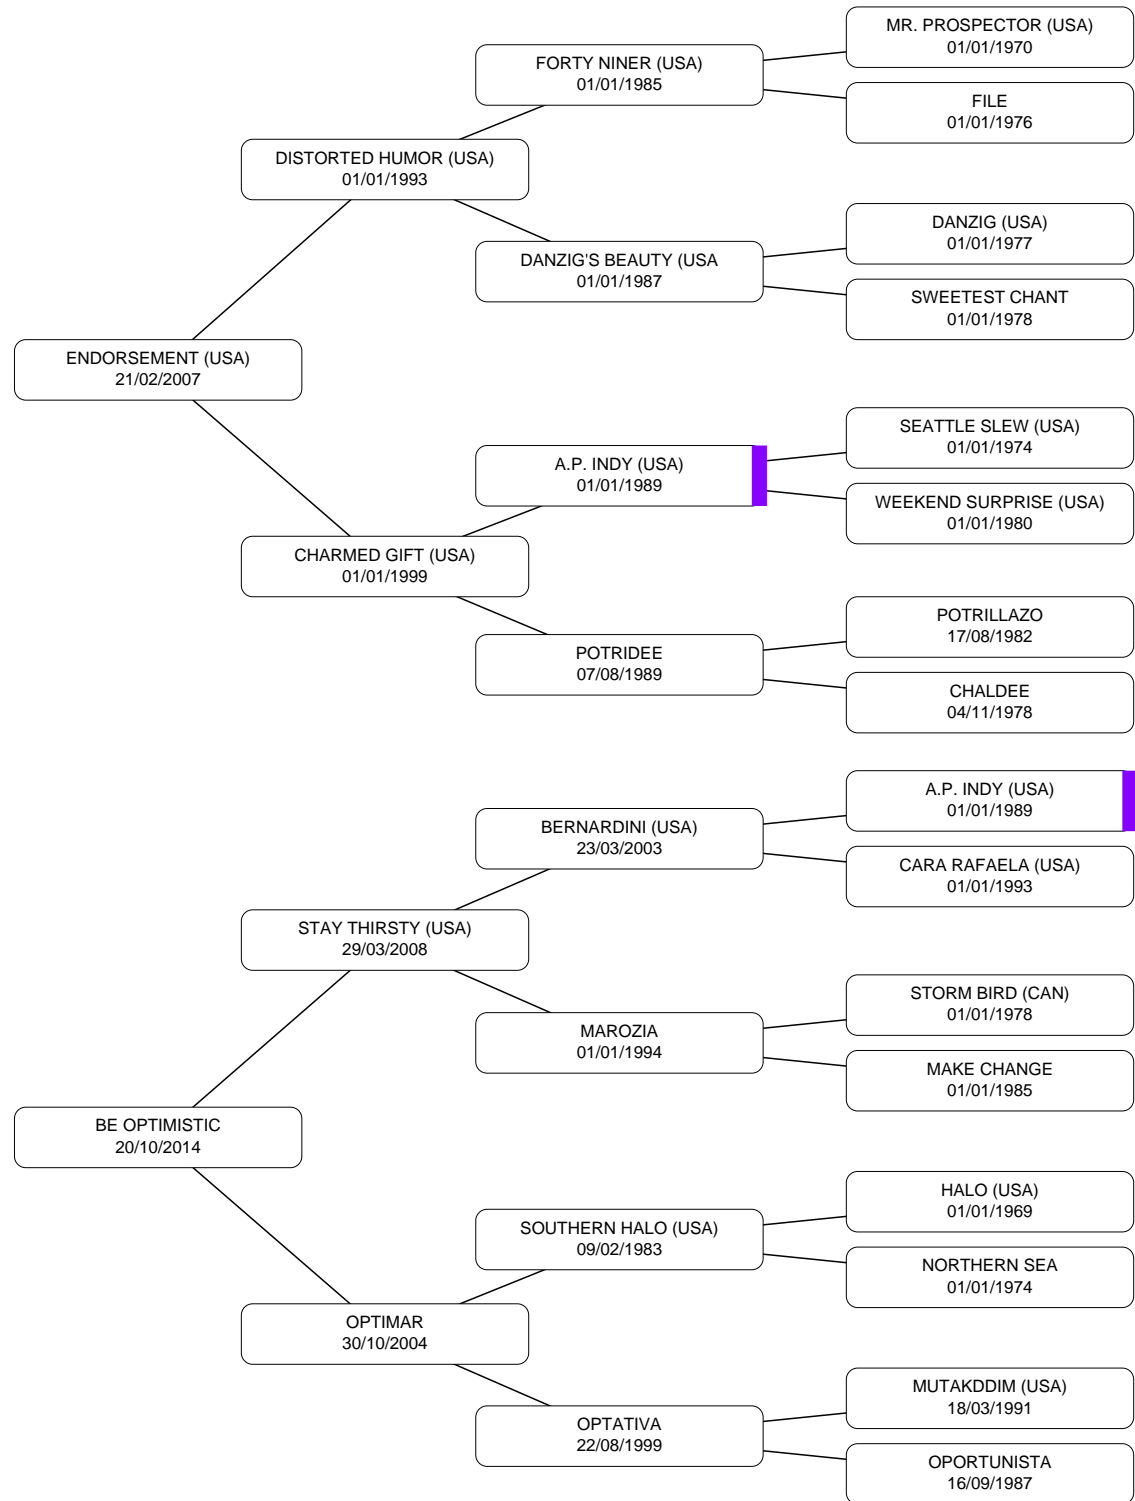 MR. PROSPECTOR (USA)
01/01/1970
FORTY NINER (USA)
01/01/1985
FILE
01/01/1976
DISTORTED HUMOR (USA)
01/01/1993
DANZIG (USA)
01/01/1977
DANZIG'S BEAUTY (USA
01/01/1987
SWEETEST CHANT
01/01/1978
ENDORSEMENT (USA)
21/02/2007
SEATTLE SLEW (USA)
01/01/1974
A.P. INDY (USA)
01/01/1989
WEEKEND SURPRISE (USA)
01/01/1980
CHARMED GIFT (USA)
01/01/1999
POTRILLAZO
17/08/1982
POTRIDEE
07/08/1989
CHALDEE
04/11/1978
A.P. INDY (USA)
01/01/1989
BERNARDINI (USA)
23/03/2003
CARA RAFAELA (USA)
01/01/1993
STAY THIRSTY (USA)
29/03/2008
STORM BIRD (CAN)
01/01/1978
MAROZIA
01/01/1994
MAKE CHANGE
01/01/1985
BE OPTIMISTIC
20/10/2014
HALO (USA)
01/01/1969
SOUTHERN HALO (USA)
09/02/1983
NORTHERN SEA
01/01/1974
OPTIMAR
30/10/2004
MUTAKDDIM (USA)
18/03/1991
OPTATIVA
22/08/1999
OPORTUNISTA
16/09/1987